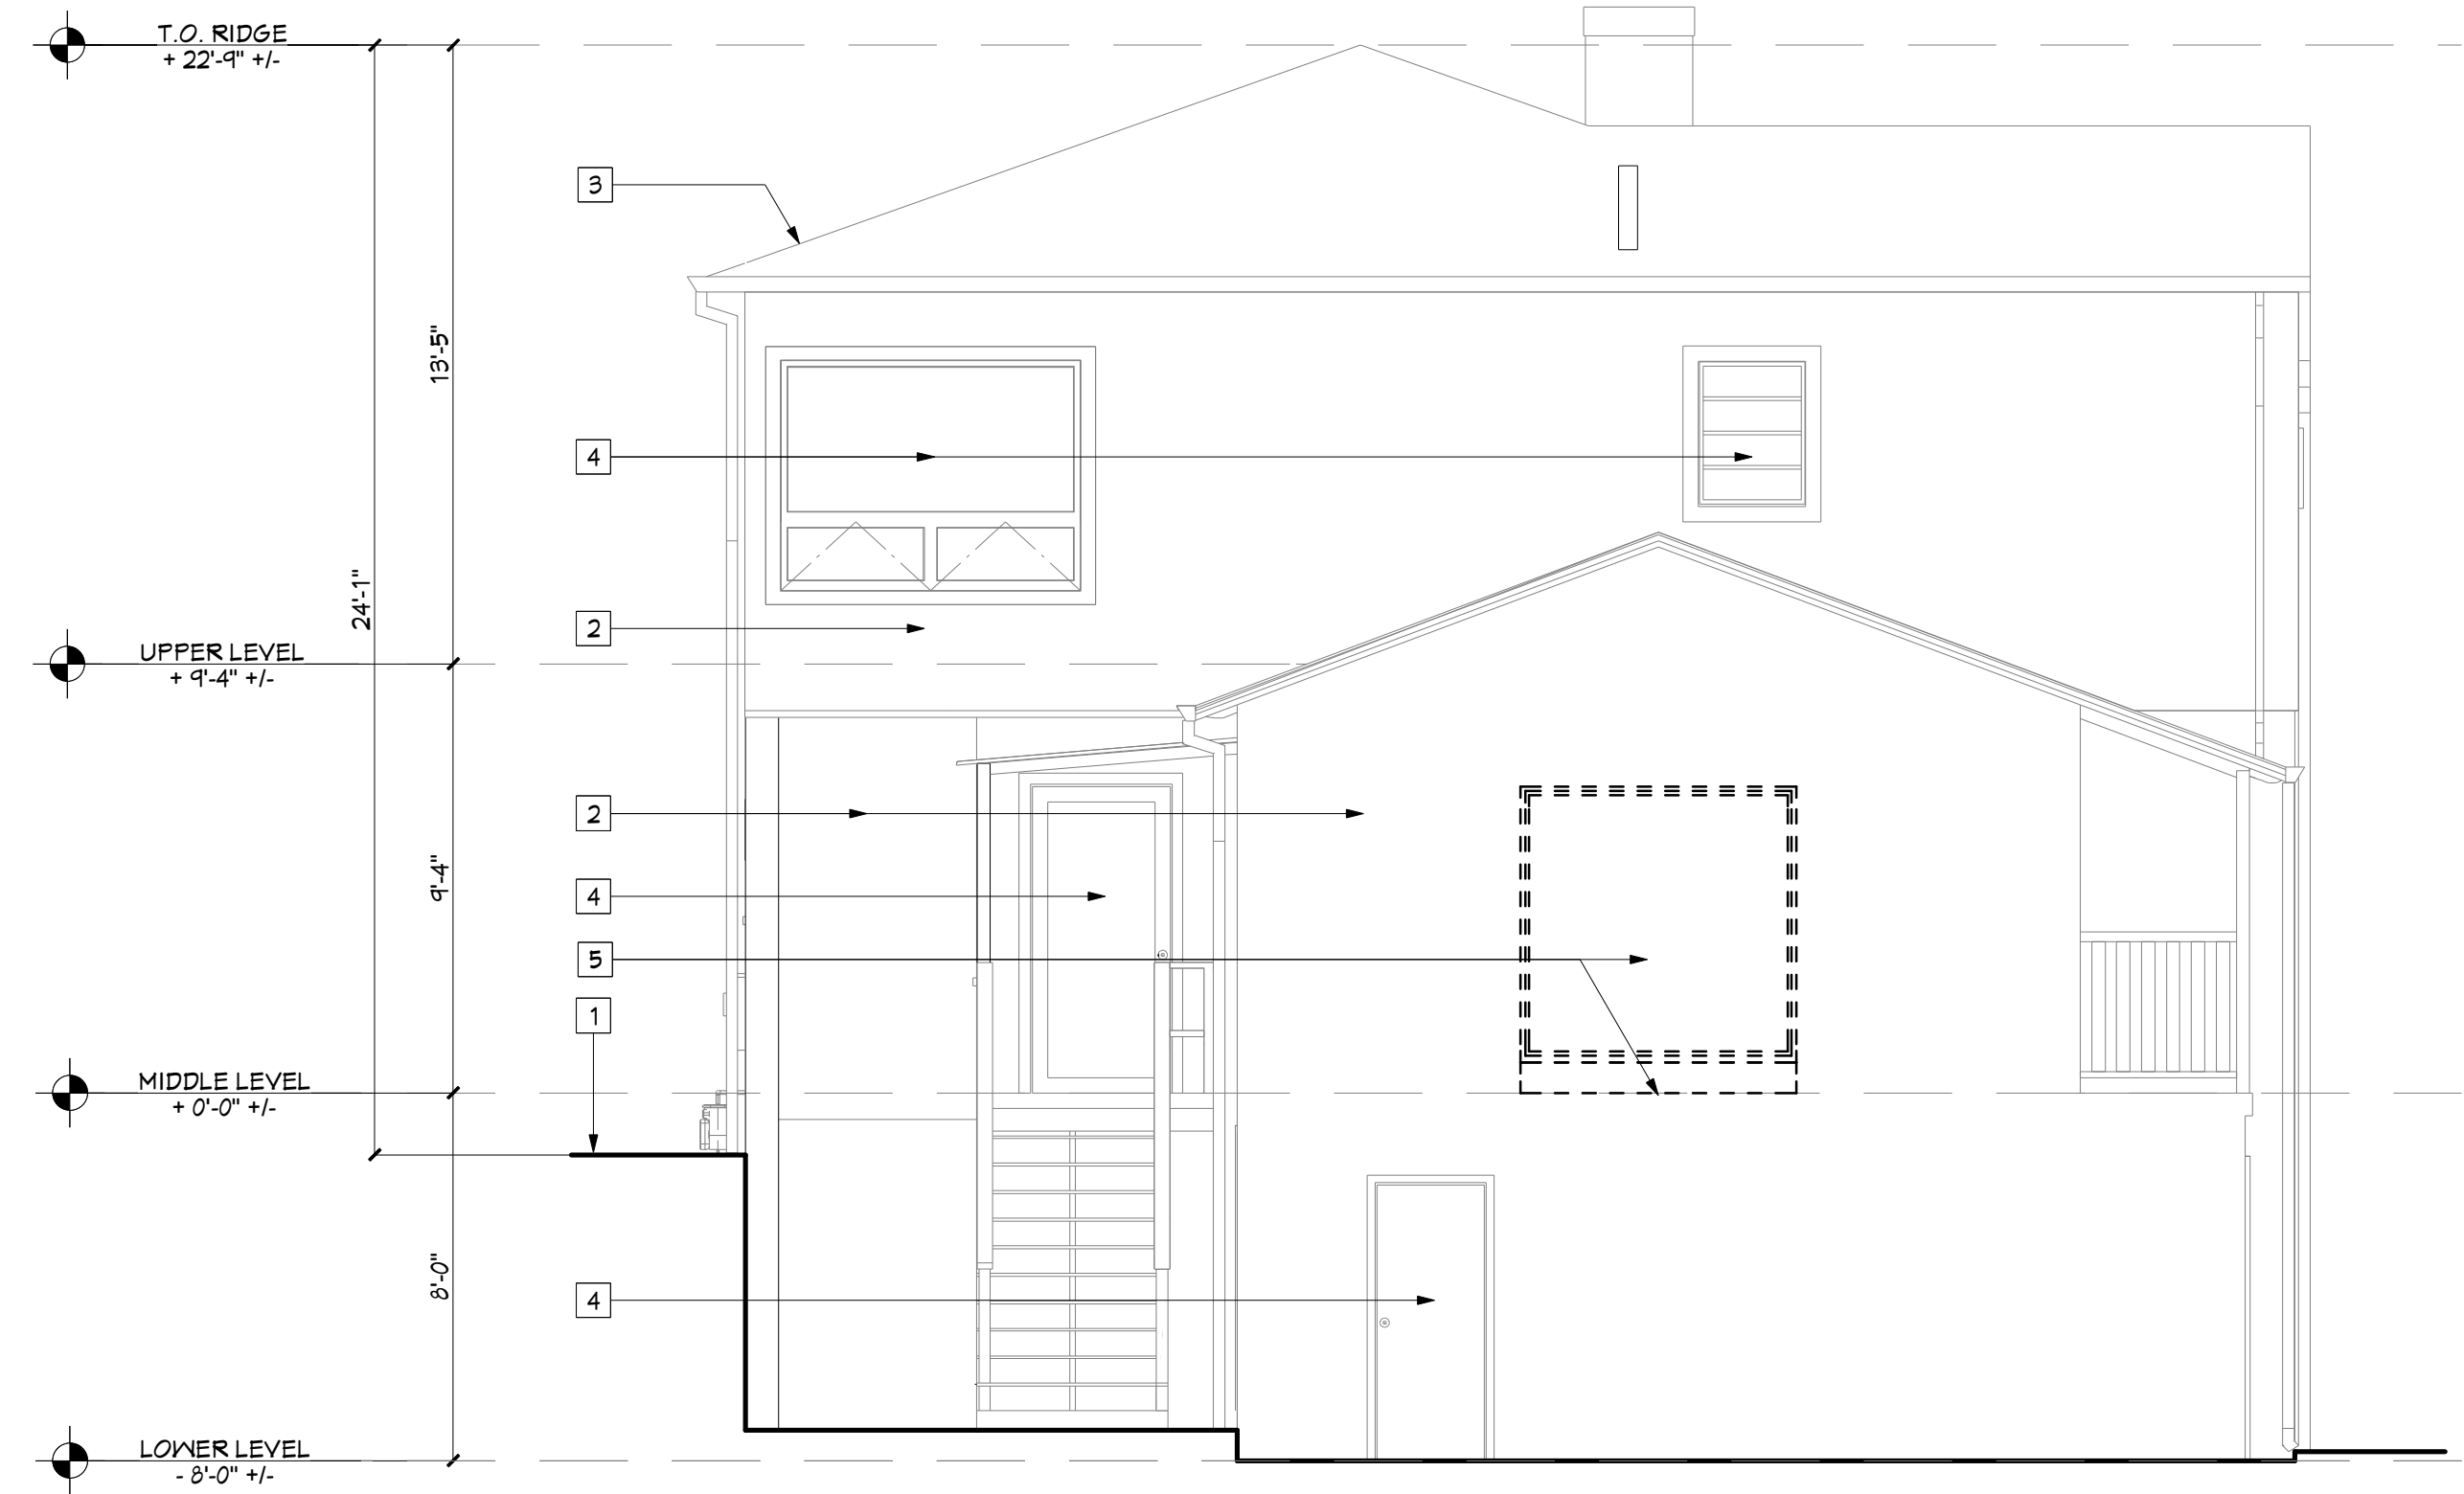 T.O. RIDGE
+ 22'-9" +/-
3
13'-5"
4
24'-1"
2
UPPER LEVEL
+ 9'-4" +/-
2
9'-4"
4
5
1
MIDDLE LEVEL
+ 0'-0" +/-
8'-0"
4
LOWER LEVEL
- 8'-0" +/-